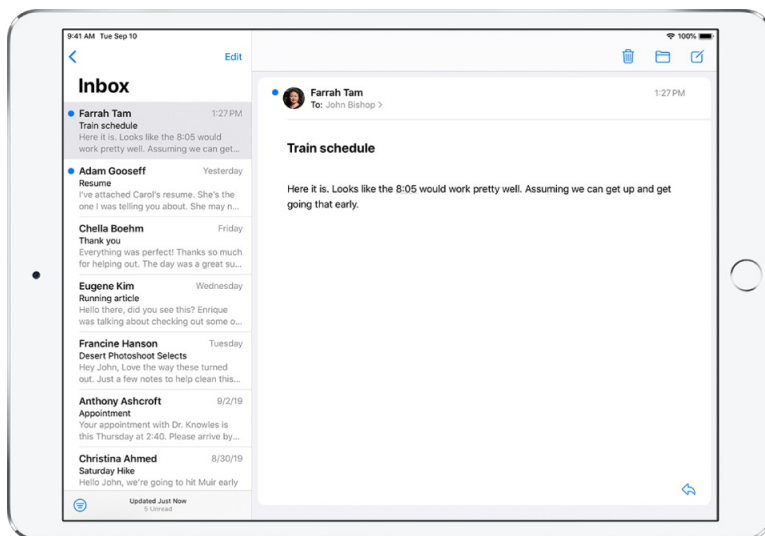 9:41 AM Tue Sep 10
100%
Edit
Inbox
Farrah Tam 1:27 PM
Train schedule
Here it is. Looks like the 8:05 would
work pretty well. Assuming we can get...
Adam Gooseff Yesterday
Resume
I've attached Carol's resume. She's the
one I was telling you about. She may n...
Chella Boehm Friday
Thank you
Everything was perfect! Thanks so much
for helping out. The day was a great su...
Eugene Kim Wednesday
Running article
Hello there, did you see this? Enrique
was talking about checking out some o...
Francine Hanson Tuesday
Desert Photoshoot Selects
Hey John, Love the way these turned
out. Just a few notes to help clean this...
Anthony Ashcroft 9/2/19
Appointment
Your appointment with Dr. Knowles is
this Thursday at 2:40. Please arrive by...
Christina Ahmed 8/30/19
Saturday Hike
Hello John, we're going to hit Muir early
Updated Just Now
5 Unread
Farrah Tam 1:27 PM
To: John Bishop >
Train schedule
Here it is. Looks like the 8:05 would work pretty well. Assuming we can get up and get
going that early.